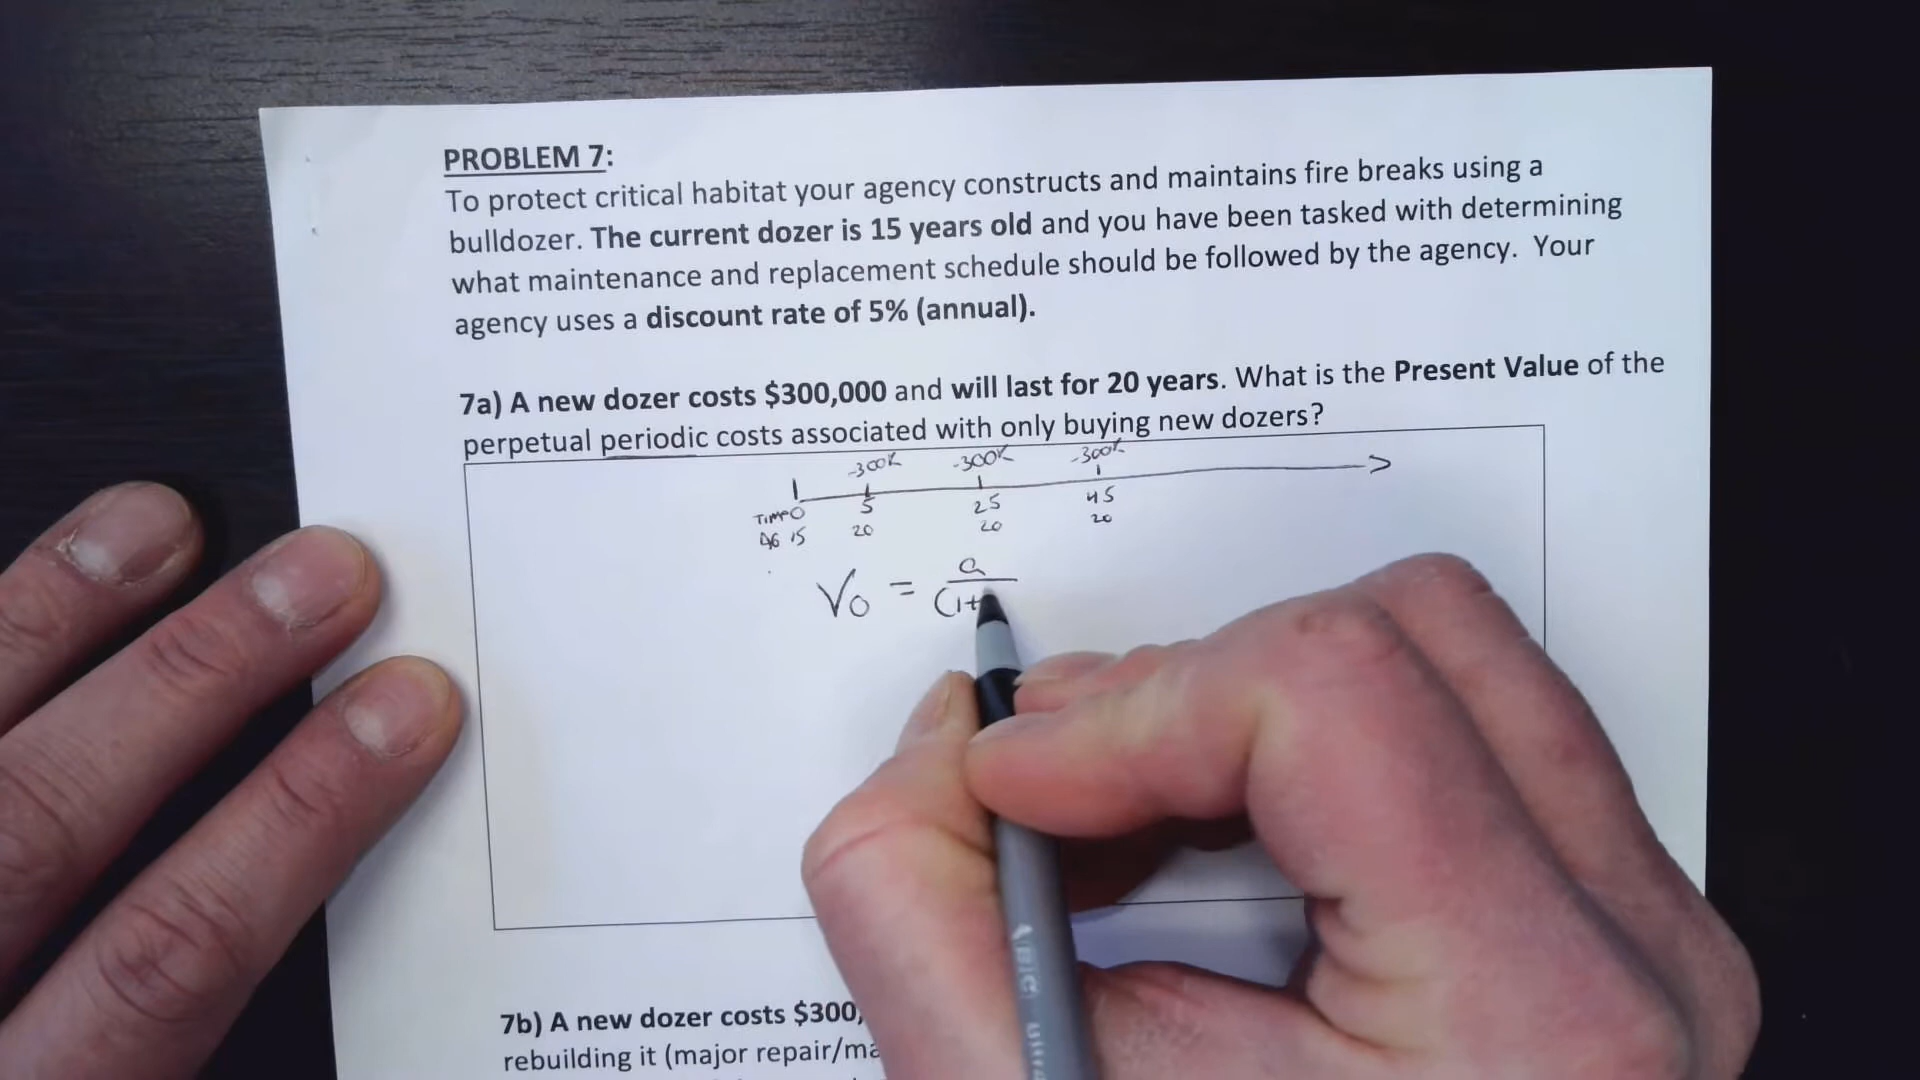 PROBLEM 7:
To protect critical habitat your agency constructs and maintains fire breaks using a
bulldozer. The current dozer is 15 years old and you have been tasked with determining
what maintenance and replacement schedule should be followed by the agency. Your
agency uses a discount rate of 5% (annual).
7a) A new dozer costs $300,000 and will last for 20 years. What is the Present Value of the
perpetual periodic costs associated with only buying new dozers?
-300K -300K -300K
TIME 0 5 25 45
AG 15 20 20 20
V0 = a
(1+
7b) A new dozer costs $300,
rebuilding it (major repair/ma
BIC